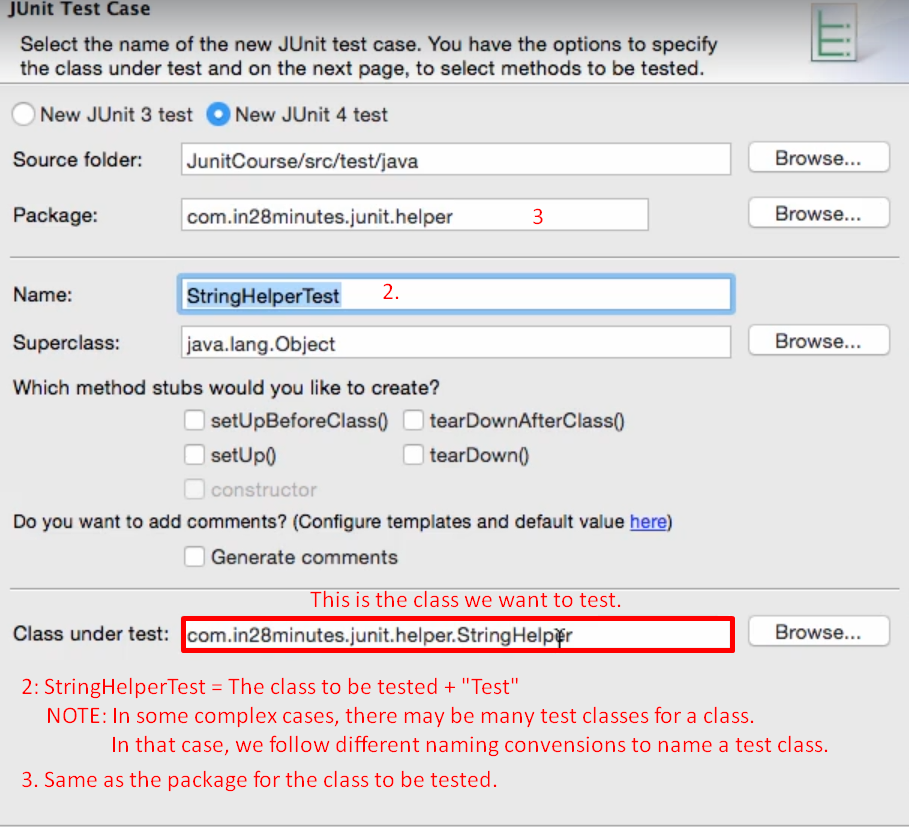 JUnit Test Case
Select the name of the new JUnit test case. You have the options to specify
the class under test and on the next page, to select methods to be tested.
New JUnit 3 test New JUnit 4 test
Source folder: JunitCourse/src/test/java Browse...
Package: com.in28minutes.junit.helper 3 Browse...
Name: StringHelperTest 2.
Superclass: java.lang.Object Browse...
Which method stubs would you like to create?
setUpBeforeClass() tearDownAfterClass()
setUp() tearDown()
constructor
Do you want to add comments? (Configure templates and default value here)
Generate comments
This is the class we want to test.
Class under test: com.in28minutes.junit.helper.StringHelper Browse...
2: StringHelperTest = The class to be tested + "Test"
NOTE: In some complex cases, there may be many test classes for a class.
In that case, we follow different naming convensions to name a test class.
3. Same as the package for the class to be tested.